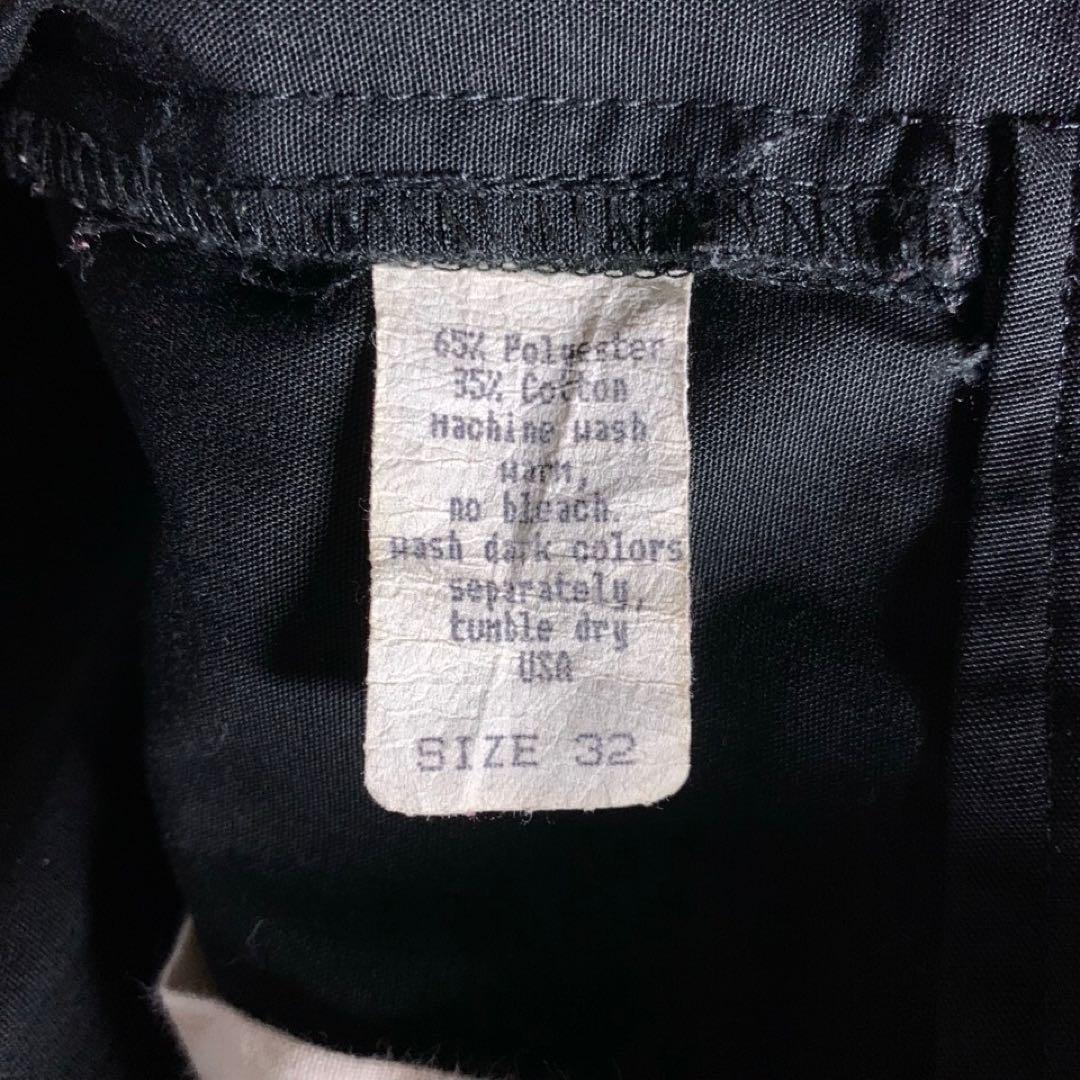 65% Polyester
35% Cotton
Machine wash
warm,
no bleach.
wash dark colors
separately,
tumble dry
USA
SIZE 32